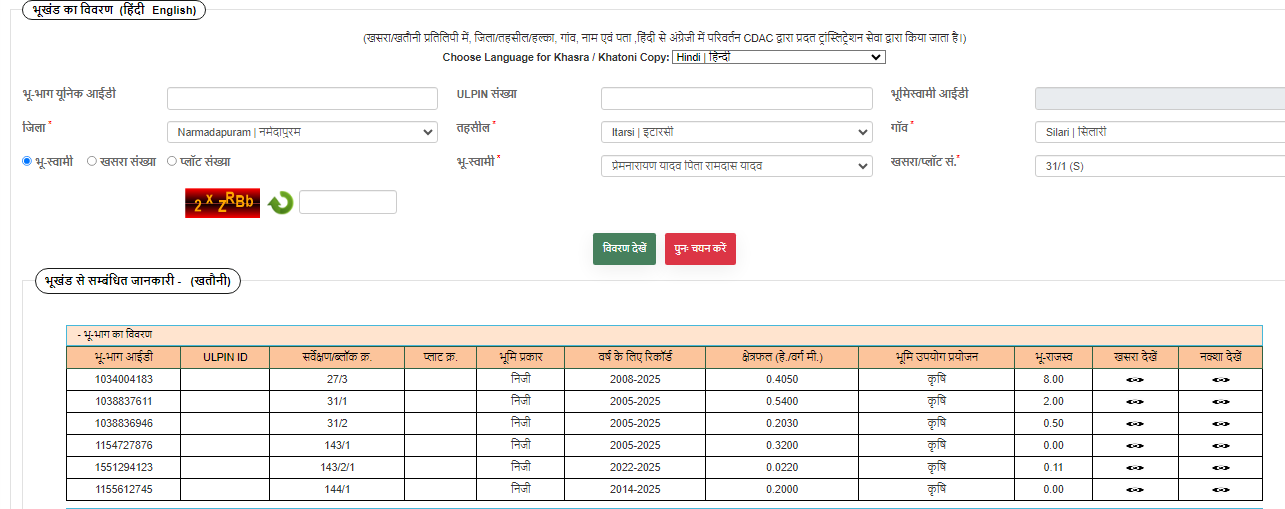 भूखंड का विवरण (हिंदी English)
(खसरा/खतौनी प्रतिलिपी में, जिला/तहसील/हल्का, गांव, नाम एवं पता ,हिंदी से अंग्रेजी में परिवर्तन CDAC द्वारा प्रदत ट्रांस्लिट्रेशन सेवा द्वारा किया जाता है।)
Choose Language for Khasra / Khatoni Copy: Hindi | हिन्दी
भू-भाग यूनिक आईडी ULPIN संख्या भूमिस्वामी आईडी
जिला * Narmadapuram | नर्मदापुरम तहसील * Itarsi | इटारसी गाँव * Silari | सिलारी
भू-स्वामी खसरा संख्या प्लॉट संख्या भू-स्वामी * प्रेमनारायण यादव पिता रामदास यादव खसरा/प्लॉट सं.* 31/1 (S)
2 x Z R B b
विवरण देखें पुनः चयन करें
भूखंड से सम्बंधित जानकारी - (खतौनी)
- भू-भाग का विवरण
भू-भाग आईडी ULPIN ID सर्वेक्षण/ब्लॉक क्र. प्लाट क्र. भूमि प्रकार वर्ष के लिए रिकॉर्ड क्षेत्रफल (हे./वर्ग मी.) भूमि उपयोग प्रयोजन भू-राजस्व खसरा देखें नक्शा देखें
1034004183 27/3 निजी 2008-2025 0.4050 कृषि 8.00
1038837611 31/1 निजी 2005-2025 0.5400 कृषि 2.00
1038836946 31/2 निजी 2005-2025 0.2030 कृषि 0.50
1154727876 143/1 निजी 2005-2025 0.3200 कृषि 0.00
1551294123 143/2/1 निजी 2022-2025 0.0220 कृषि 0.11
1155612745 144/1 निजी 2014-2025 0.2000 कृषि 0.00